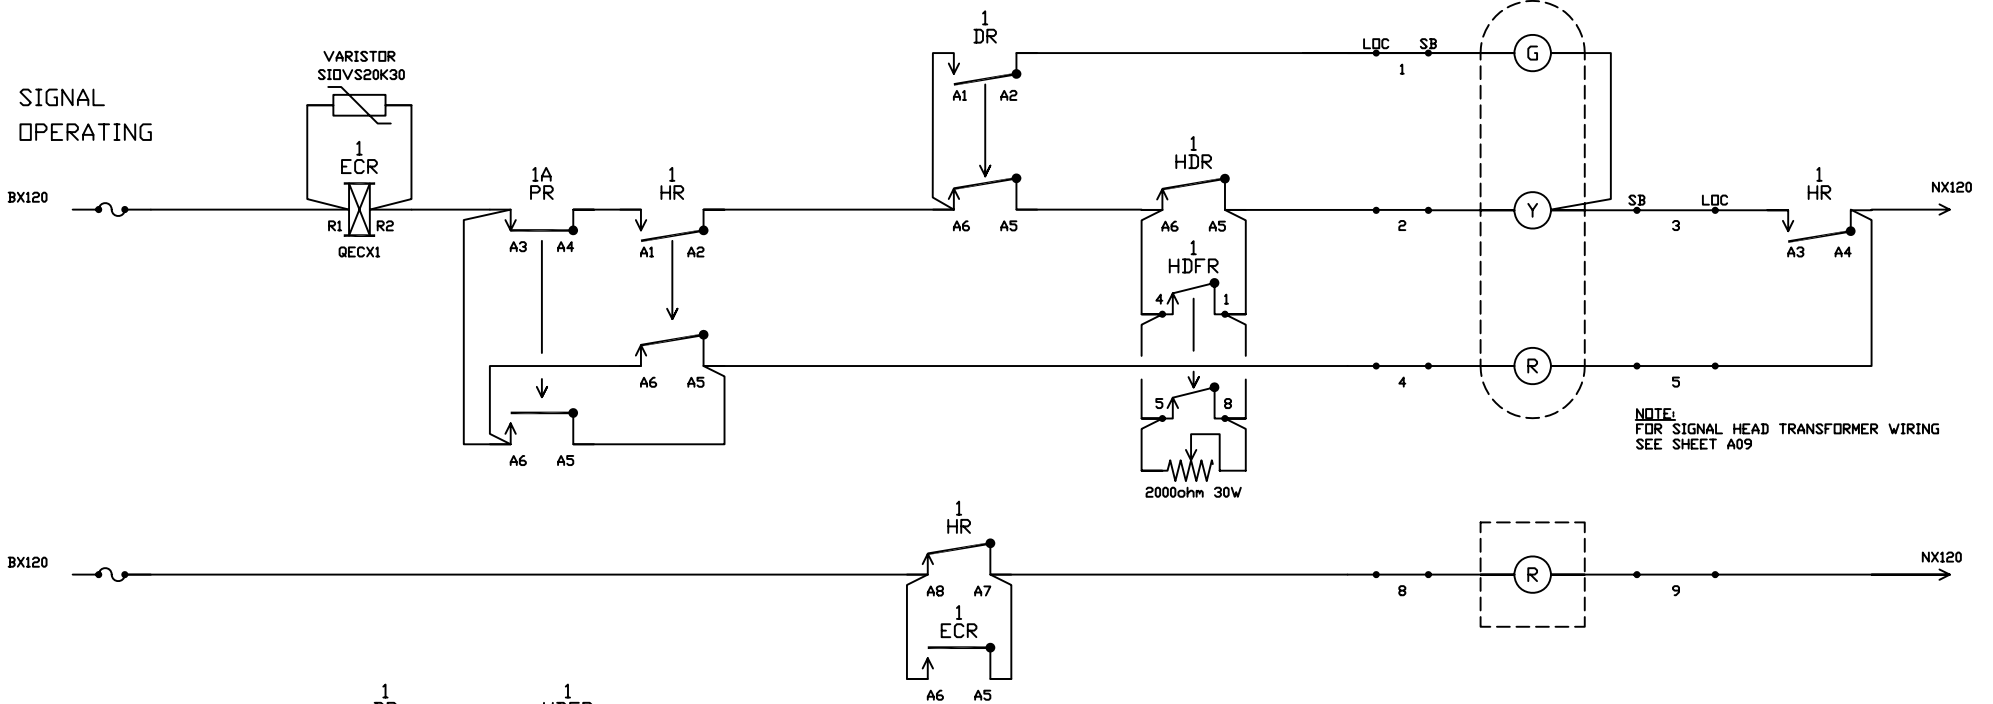 SIGNAL
OPERATING
VARISTOR
SIOVS20K30
1
ECR
R1 R2
QECX1
BX120
1A
PR
A3 A4
1
HR
A1 A2
1
DR
A1 A2
A6 A5
1
HDR
A6 A5
1
HDFR
4 1
5 8
2000ohm 30W
A6 A5
A6 A5
LOC SB
1
G
2
Y
4
R
SB LOC
3
5
1
HR
A3 A4
NX120
NOTE:
FOR SIGNAL HEAD TRANSFORMER WIRING
SEE SHEET A09
BX120
1
HR
A8 A7
1
ECR
A6 A5
8
R
9
NX120
1
1